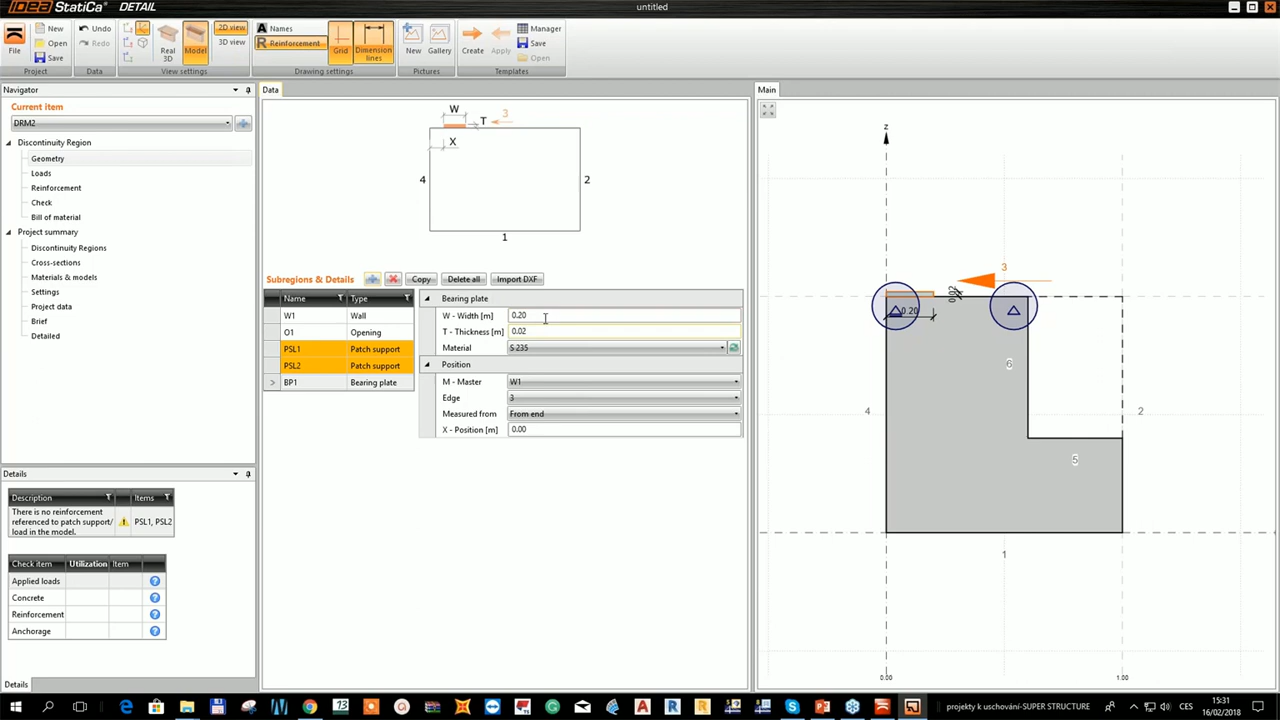 IDEA StatiCa DETAIL
untitled
New
Open
Save
File
Project
Undo
Redo
Data
Real 3D
Model
2D view
3D view
View settings
Names
Reinforcement
Grid
Dimension lines
Drawing settings
New
Gallery
Pictures
Create
Apply
Manager
Save
Open
Templates
Navigator
Current item
DRM2
Discontinuity Region
Geometry
Loads
Reinforcement
Check
Bill of material
Project summary
Discontinuity Regions
Cross-sections
Materials & models
Settings
Project data
Brief
Detailed
Details
Description Items
There is no reinforcement
referenced to patch support/
load in the model.
PSL1, PSL2
Check item Utilization Item
Applied loads
Concrete
Reinforcement
Anchorage
Details
Data
W
T
3
X
4
2
1
Subregions & Details
Copy
Delete all
Import DXF
Name Type
W1 Wall
O1 Opening
PSL1 Patch support
PSL2 Patch support
BP1 Bearing plate
Bearing plate
W - Width [m] 0.20
T - Thickness [m] 0.02
Material S 235
Position
M - Master W1
Edge 3
Measured from From end
X - Position [m] 0.00
Main
z
3
0.02
0.20
6
4
2
5
1
0.00
1.00
projekty k uschování-SUPER STRUCTURE
CES
15:31
16/02/2018